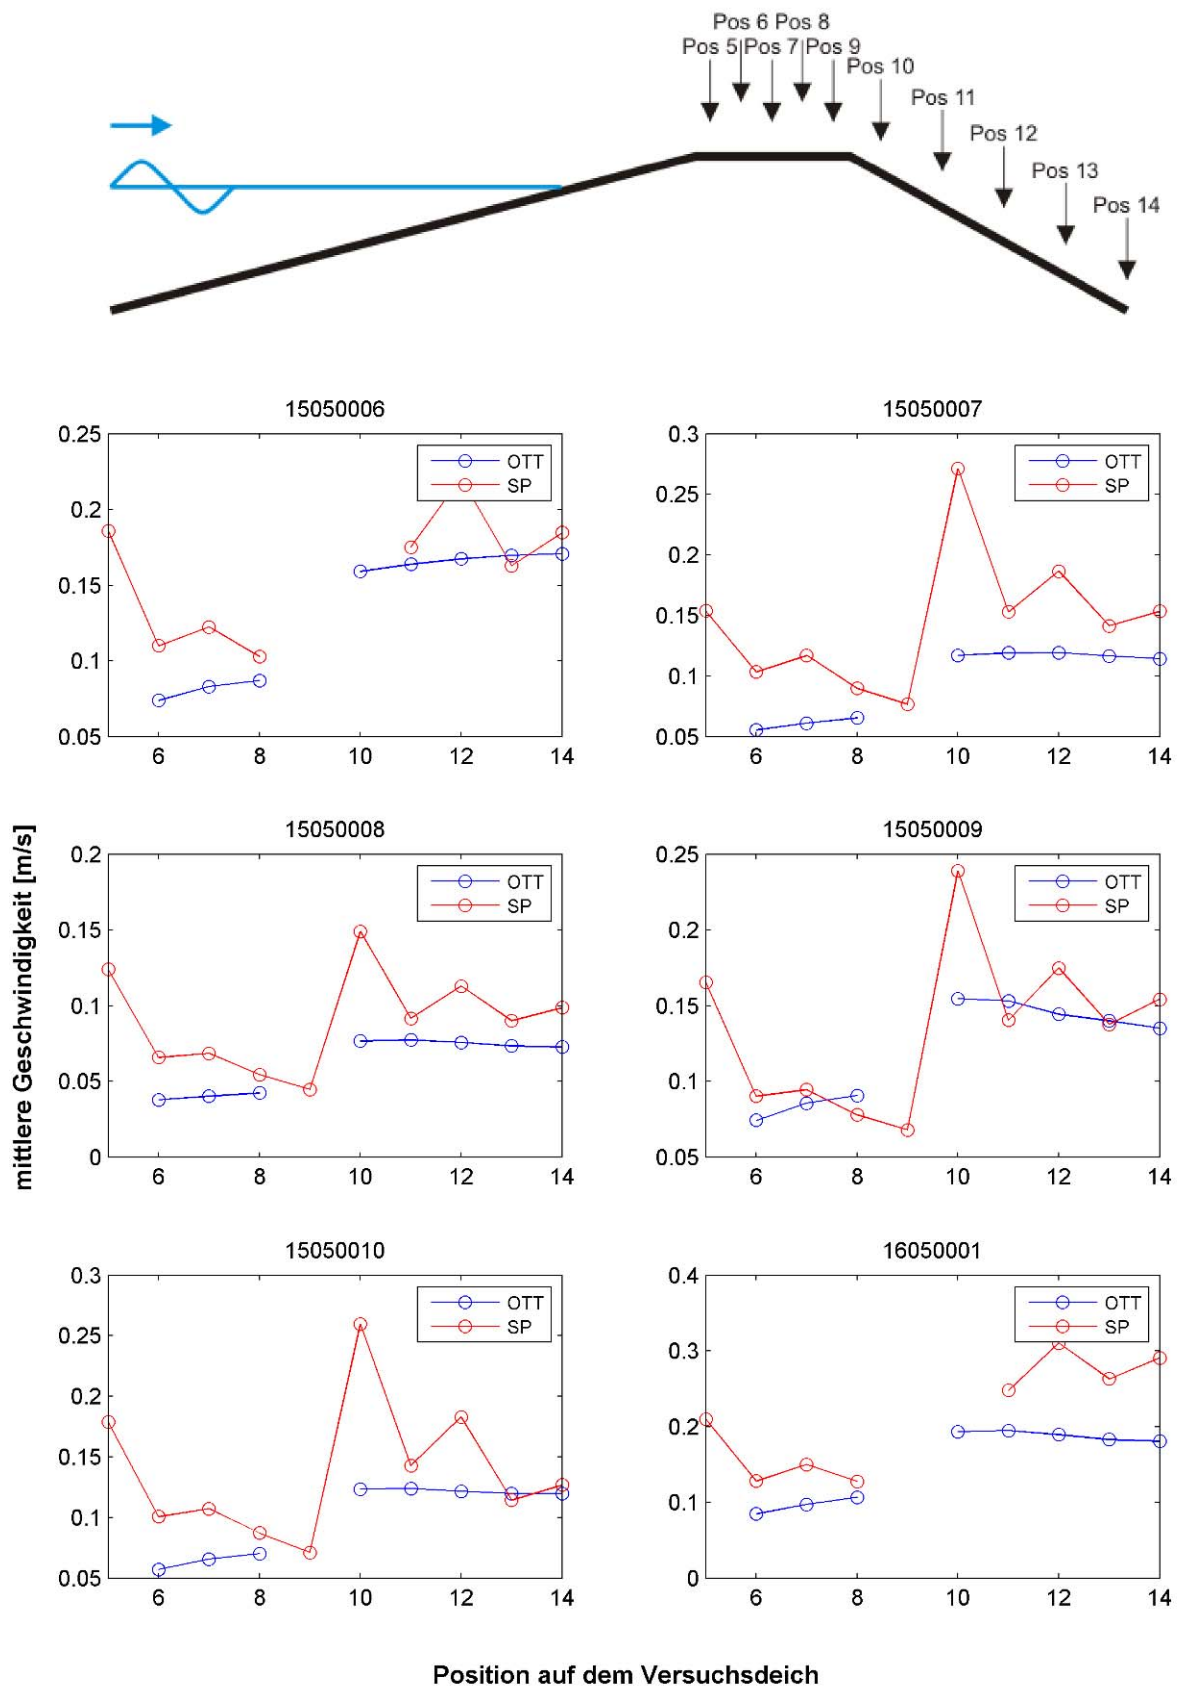 Pos 6 Pos 8
Pos 5 Pos 7 Pos 9
Pos 10
Pos 11
Pos 12
Pos 13
Pos 14
15050006
0.25
0.2
0.15
0.1
0.05
6 8 10 12 14
OTT
SP
15050007
0.3
0.25
0.2
0.15
0.1
0.05
6 8 10 12 14
OTT
SP
mittlere Geschwindigkeit [m/s]
15050008
0.2
0.15
0.1
0.05
0
6 8 10 12 14
OTT
SP
15050009
0.25
0.2
0.15
0.1
0.05
6 8 10 12 14
OTT
SP
15050010
0.3
0.25
0.2
0.15
0.1
0.05
6 8 10 12 14
OTT
SP
16050001
0.4
0.3
0.2
0.1
0
6 8 10 12 14
OTT
SP
Position auf dem Versuchsdeich